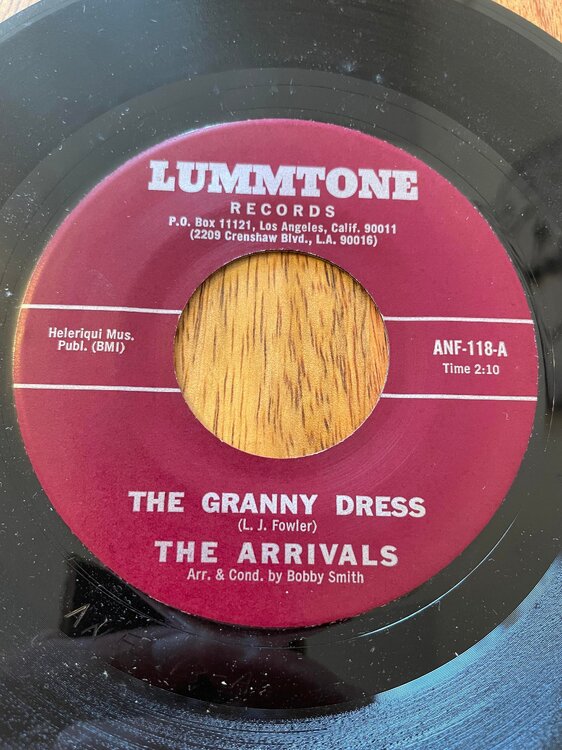 LUMMTONE
RECORDS
P.O. Box 11121, Los Angeles, Calif. 90011
(2209 Crenshaw Blvd., L.A. 90016)
Heleriqui Mus.
Publ. (BMI)
ANF-118-A
Time 2:10
THE GRANNY DRESS
(L. J. Fowler)
THE ARRIVALS
Arr. & Cond. by Bobby Smith